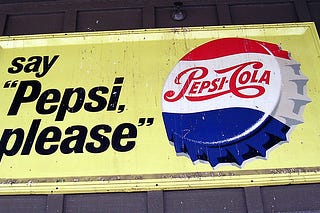 say
"Pepsi,
please"
PEPSI-COLA